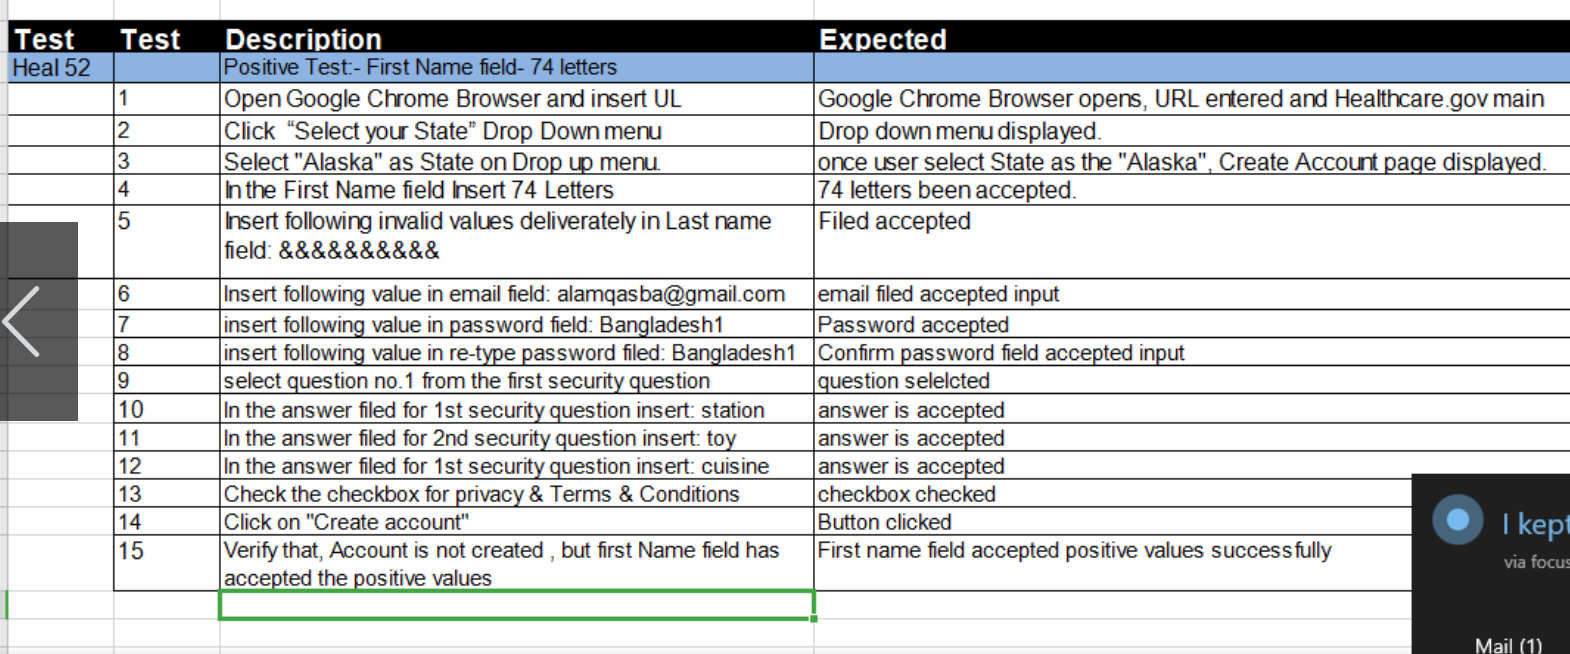 Test Test Description Expected
Heal 52 Positive Test:- First Name field- 74 letters
1 Open Google Chrome Browser and insert UL Google Chrome Browser opens, URL entered and Healthcare.gov main
2 Click “Select your State” Drop Down menu Drop down menu displayed.
3 Select "Alaska" as State on Drop up menu. once user select State as the "Alaska", Create Account page displayed.
4 In the First Name field Insert 74 Letters 74 letters been accepted.
5 Insert following invalid values deliverately in Last name Filed accepted
field: &&&&&&&&&&
6 Insert following value in email field: alamqasba@gmail.com email filed accepted input
7 insert following value in password field: Bangladesh1 Password accepted
8 insert following value in re-type password filed: Bangladesh1 Confirm password field accepted input
9 select question no.1 from the first security question question selelcted
10 In the answer filed for 1st security question insert: station answer is accepted
11 In the answer filed for 2nd security question insert: toy answer is accepted
12 In the answer filed for 1st security question insert: cuisine answer is accepted
13 Check the checkbox for privacy & Terms & Conditions checkbox checked
14 Click on "Create account" Button clicked
15 Verify that, Account is not created , but first Name field has First name field accepted positive values successfully
accepted the positive values
I kept
via focus
Mail (1)